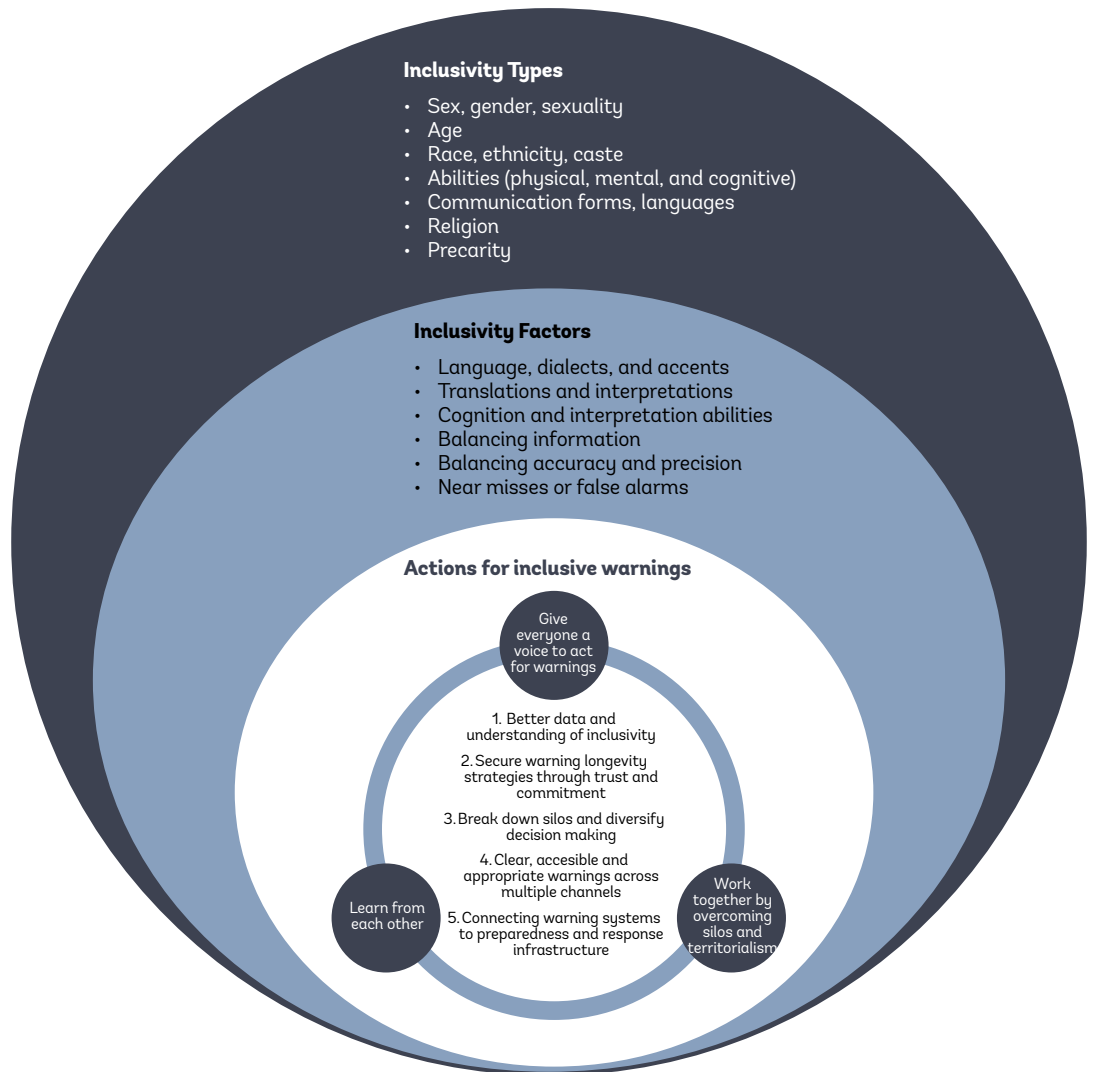 Inclusivity Types
• Sex, gender, sexuality
• Age
• Race, ethnicity, caste
• Abilities (physical, mental, and cognitive)
• Communication forms, languages
• Religion
• Precarity
Inclusivity Factors
• Language, dialects, and accents
• Translations and interpretations
• Cognition and interpretation abilities
• Balancing information
• Balancing accuracy and precision
• Near misses or false alarms
Actions for inclusive warnings
Give
everyone a
voice to act
for warnings
1. Better data and
understanding of inclusivity
2. Secure warning longevity
strategies through trust and
commitment
3. Break down silos and diversify
decision making
4. Clear, accesible and
appropriate warnings across
multiple channels
5. Connecting warning systems
to preparedness and response
infrastructure
Learn from
each other
Work
together by
overcoming
silos and
territorialism